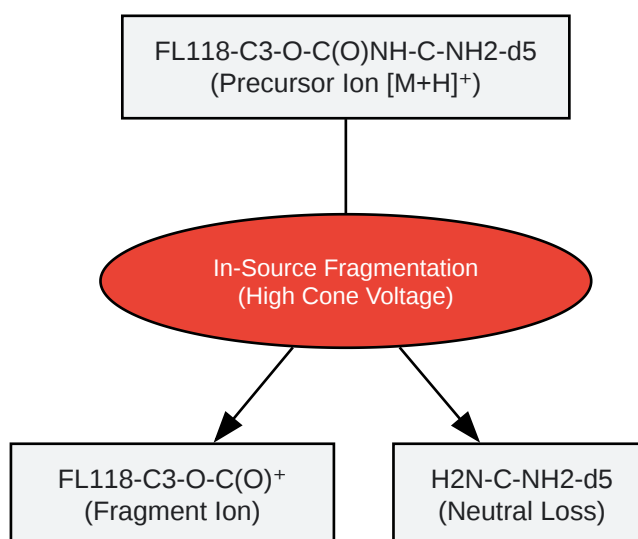 FL118-C3-O-C(O)NH-C-NH2-d5
(Precursor Ion [M+H]⁺)
In-Source Fragmentation
(High Cone Voltage)
FL118-C3-O-C(O)⁺
(Fragment Ion)
H2N-C-NH2-d5
(Neutral Loss)